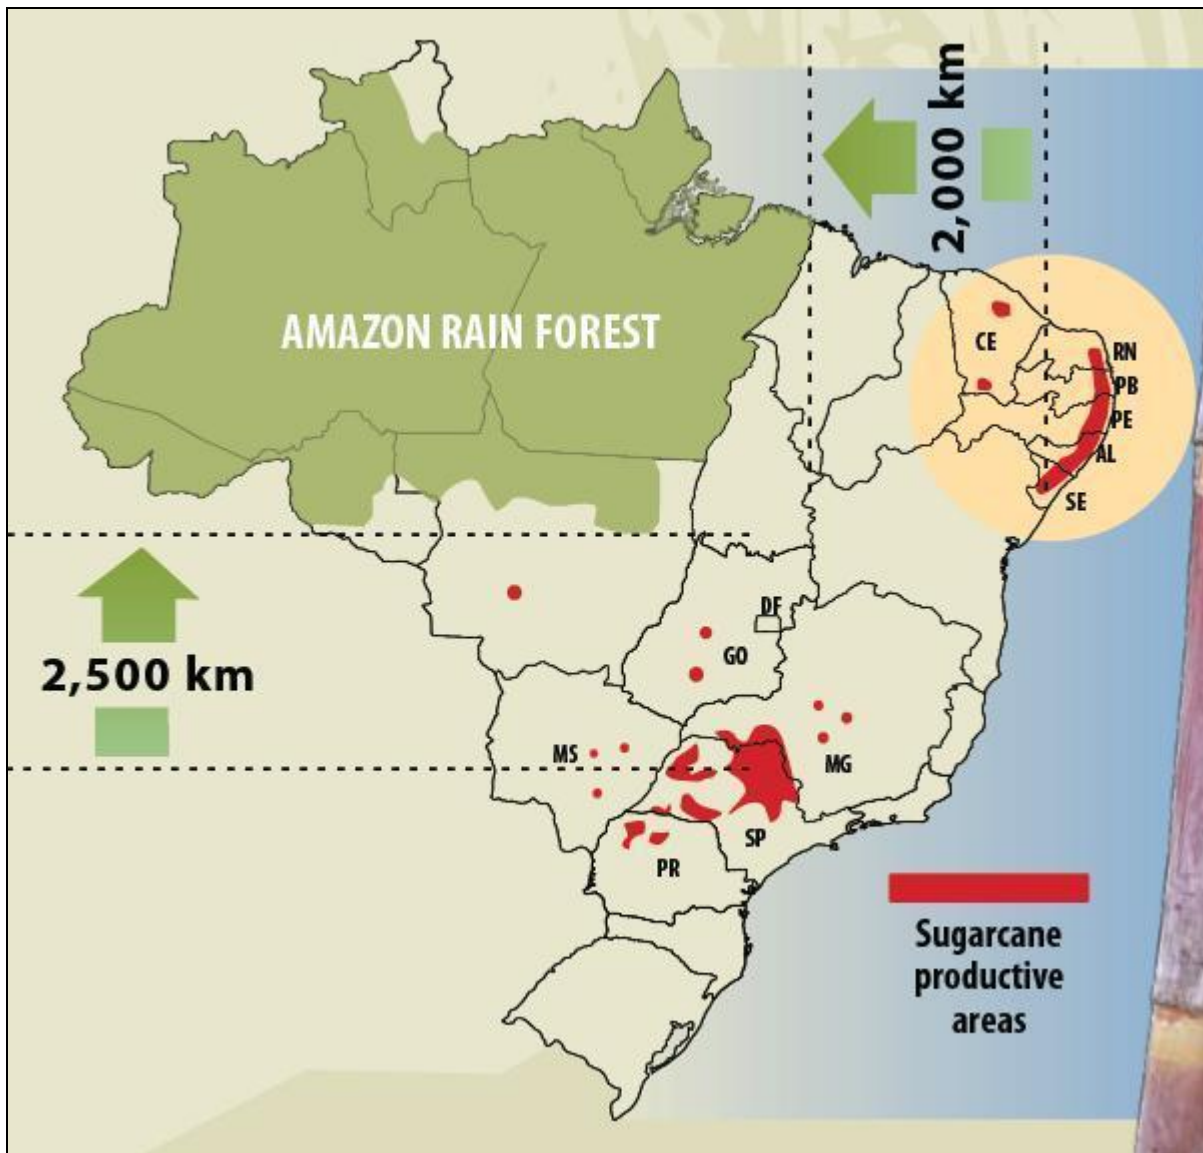 2,000 km
AMAZON RAIN FOREST
CE
RN
PB
PE
AL
SE
2,500 km
DF
GO
MS
MG
SP
PR
Sugarcane
productive
areas